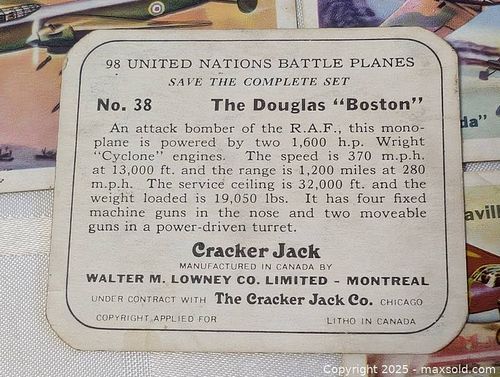 98 UNITED NATIONS BATTLE PLANES
SAVE THE COMPLETE SET
No. 38 The Douglas "Boston"
An attack bomber of the R.A.F., this mono-
plane is powered by two 1,600 h.p. Wright
"Cyclone" engines. The speed is 370 m.p.h.
at 13,000 ft. and the range is 1,200 miles at 280
m.p.h. The service ceiling is 32,000 ft. and the
weight loaded is 19,050 lbs. It has four fixed
machine guns in the nose and two moveable
guns in a power-driven turret.
Cracker Jack
MANUFACTURED IN CANADA BY
WALTER M. LOWNEY CO. LIMITED - MONTREAL
UNDER CONTRACT WITH The Cracker Jack Co. CHICAGO
COPYRIGHT APPLIED FOR LITHO IN CANADA
da"
avill
Copyright 2025 - maxsold.com